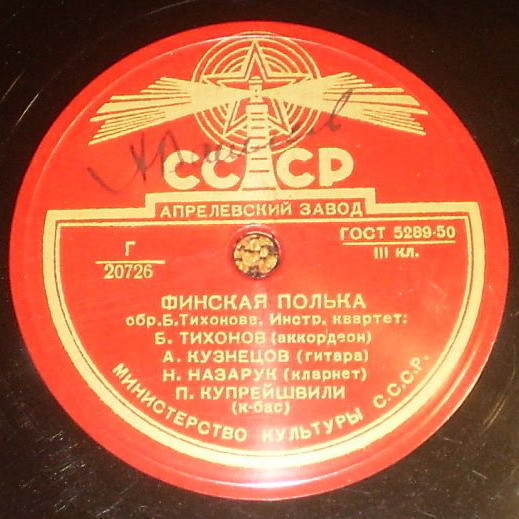 СССР
АПРЕЛЕВСКИЙ ЗАВОД
Г
20726
ГОСТ 5289-50
III кл.
ФИНСКАЯ ПОЛЬКА
обр. Б. Тихонова. Инстр. квартет:
Б. ТИХОНОВ (аккордеон)
А. КУЗНЕЦОВ (гитара)
Н. НАЗАРУК (кларнет)
П. КУПРЕЙШВИЛИ
(к-бас)
МИНИСТЕРСТВО КУЛЬТУРЫ С.С.С.Р.